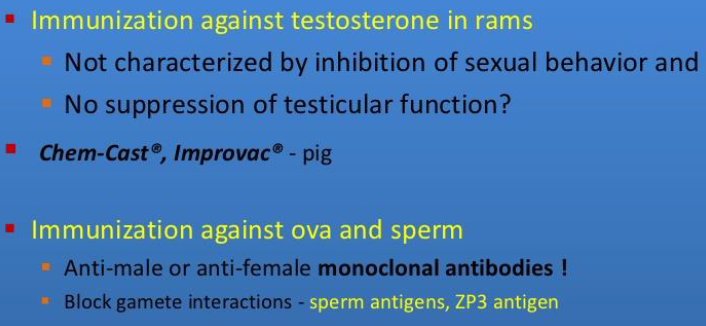 Immunization against testosterone in rams
Not characterized by inhibition of sexual behavior and
No suppression of testicular function?
Chem-Cast®, Improvac® - pig
Immunization against ova and sperm
Anti-male or anti-female monoclonal antibodies !
Block gamete interactions - sperm antigens, ZP3 antigen